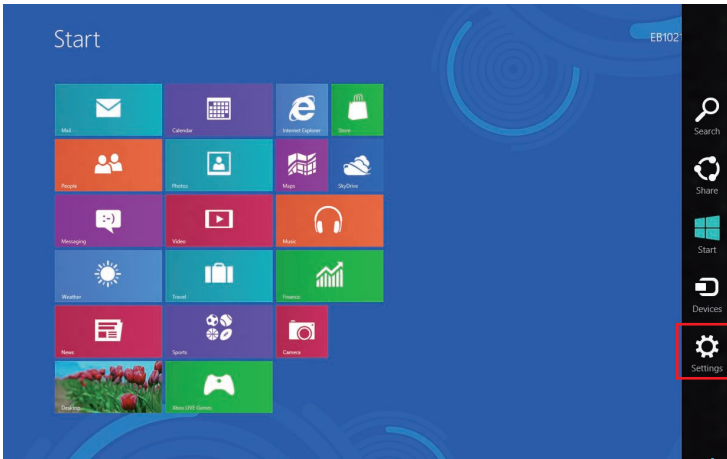 Start
EB1021
Mail
Calendar
Internet Explorer
Store
People
Photos
Maps
SkyDrive
Messaging
:-)
Video
Music
Weather
Travel
Finance
News
Sports
Camera
Desktop
Xbox LIVE Games
Search
Share
Start
Devices
Settings